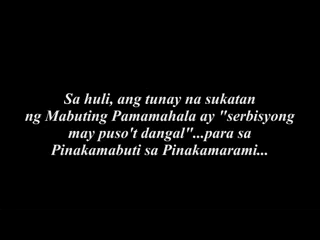 Sa huli, ang tunay na sukatan
ng Mabuting Pamamahala ay "serbisyong
may puso't dangal"...para sa
Pinakamabuti sa Pinakamarami...